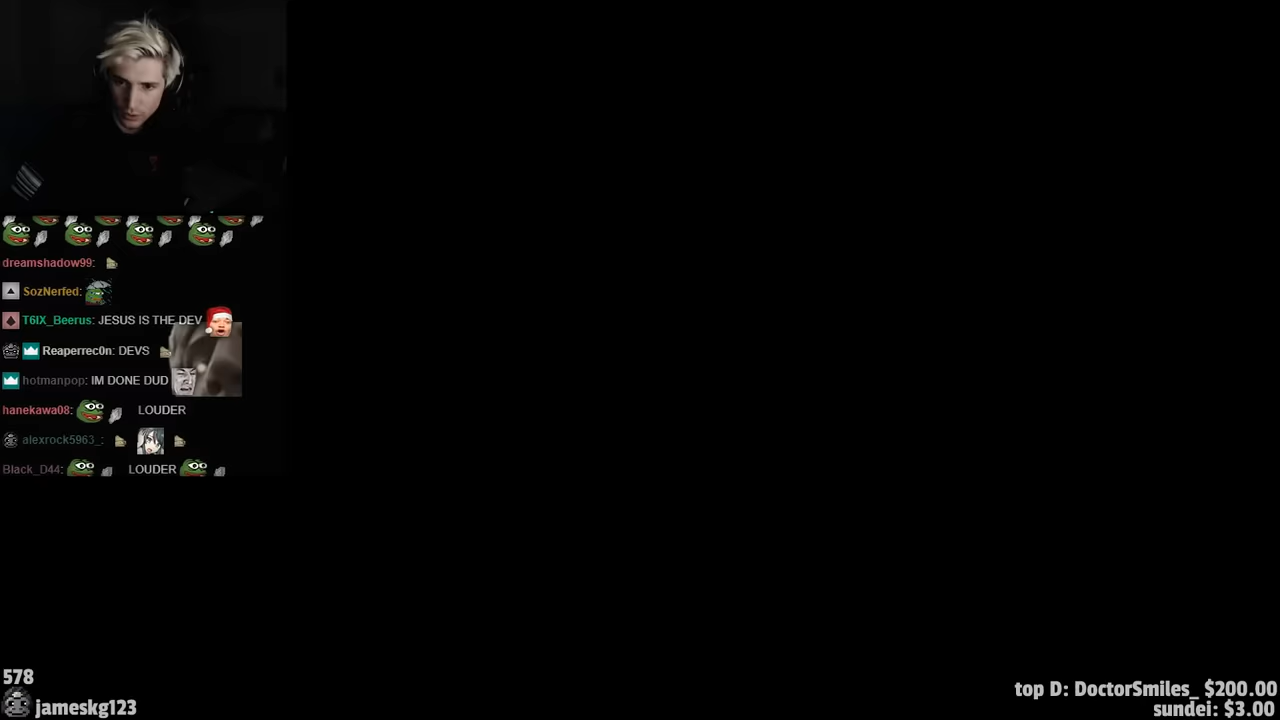 dreamshadow99:
SozNerfed:
T6IX_Beerus: JESUS IS THE DEV
Reaperrec0n: DEVS
hotmanpop: IM DONE DUD
hanekawa08: LOUDER
alexrock5963_:
Black_D44: LOUDER
578
jameskg123
top D: DoctorSmiles_ $200.00
sundei: $3.00